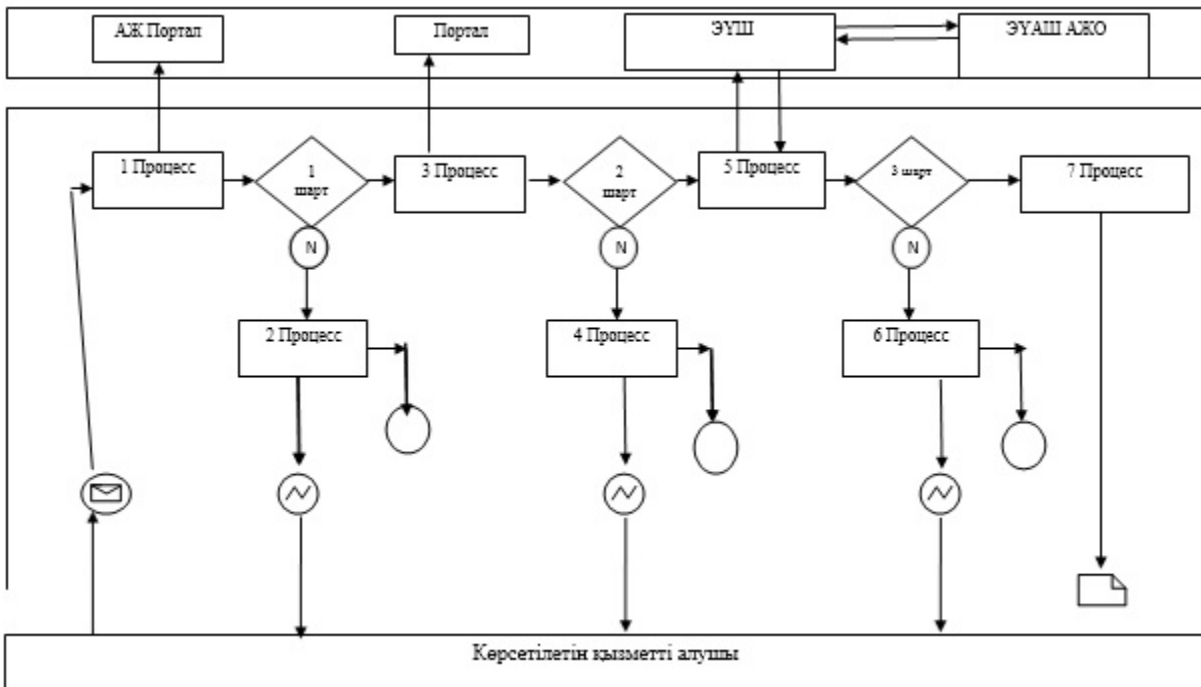 АЖ Портал
Портал
ЭҮШ
ЭҮАШ АЖО
1 Процесс
1
шарт
3 Процесс
2
шарт
5 Процесс
3 шарт
7 Процесс
N
N
N
2 Процесс
4 Процесс
6 Процесс
Көрсетілетін қызметті алушы